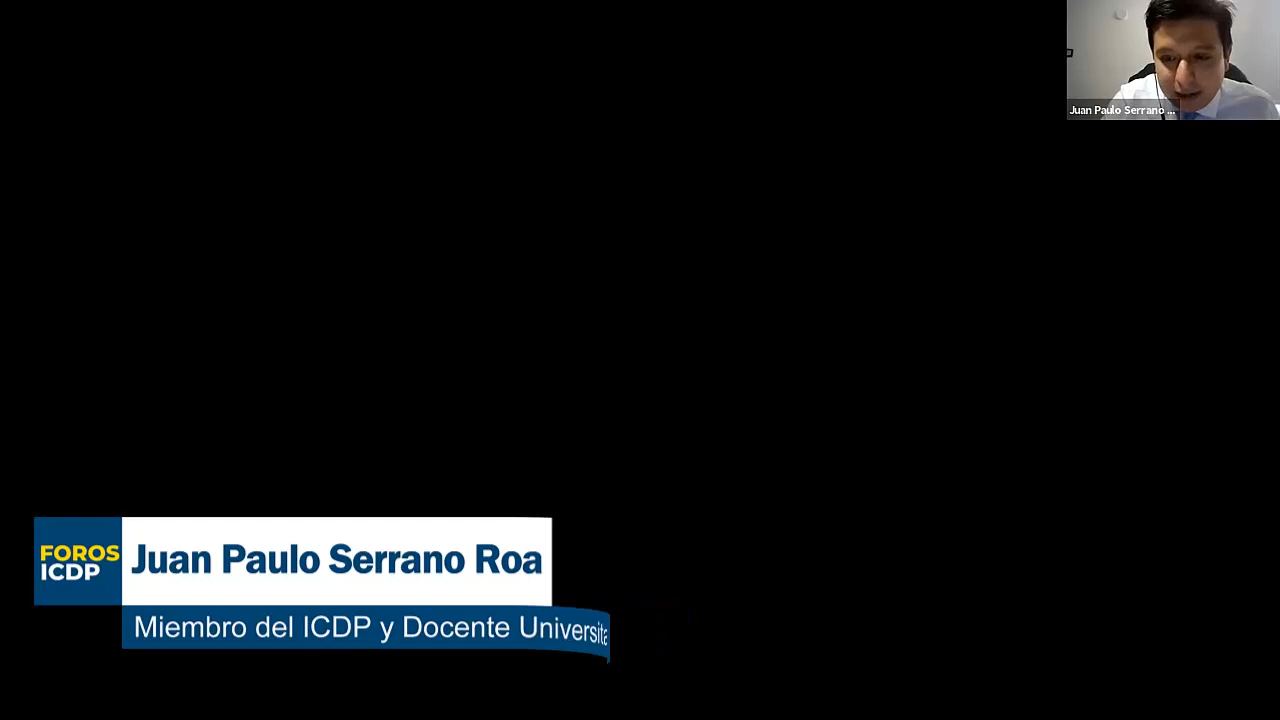 Juan Paulo Serrano ...
FOROS
ICDP
Juan Paulo Serrano Roa
Miembro del ICDP y Docente Universita